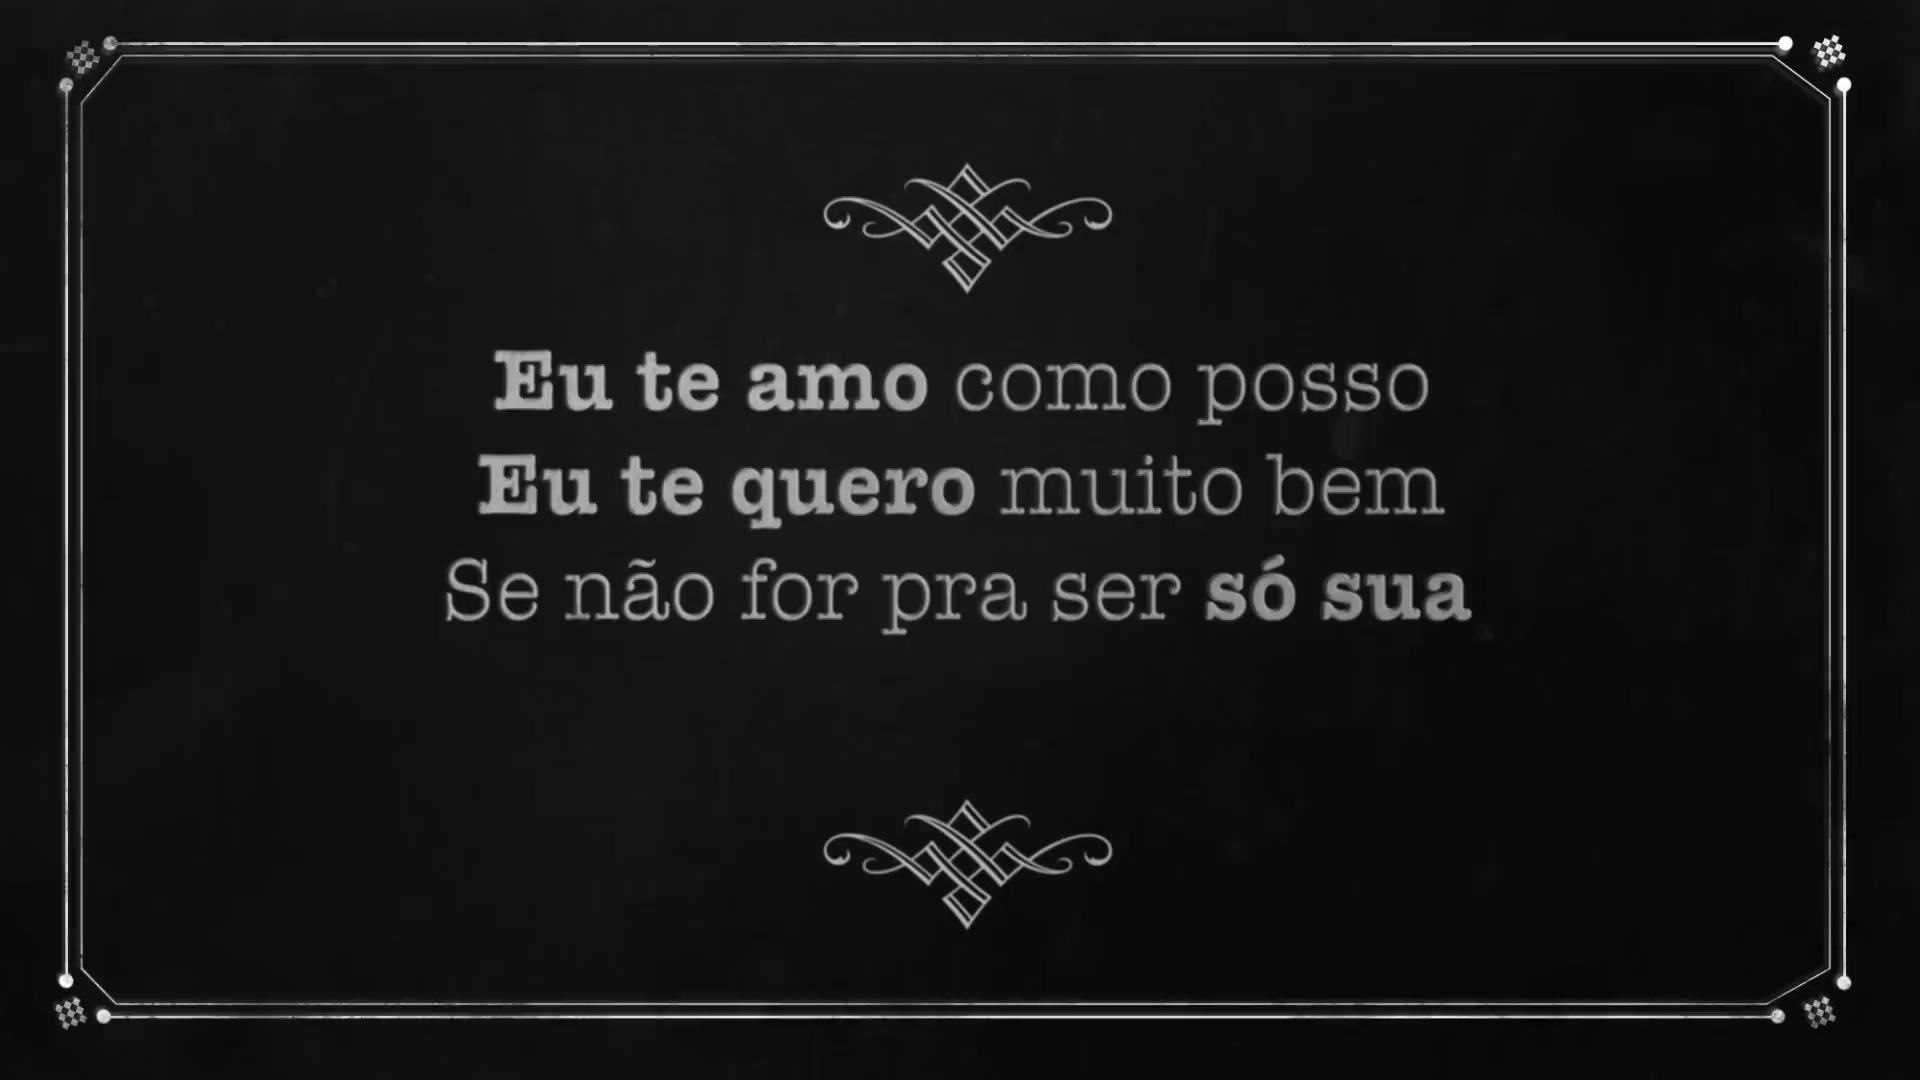 Eu te amo como posso
Eu te quero muito bem
Se não for pra ser só sua